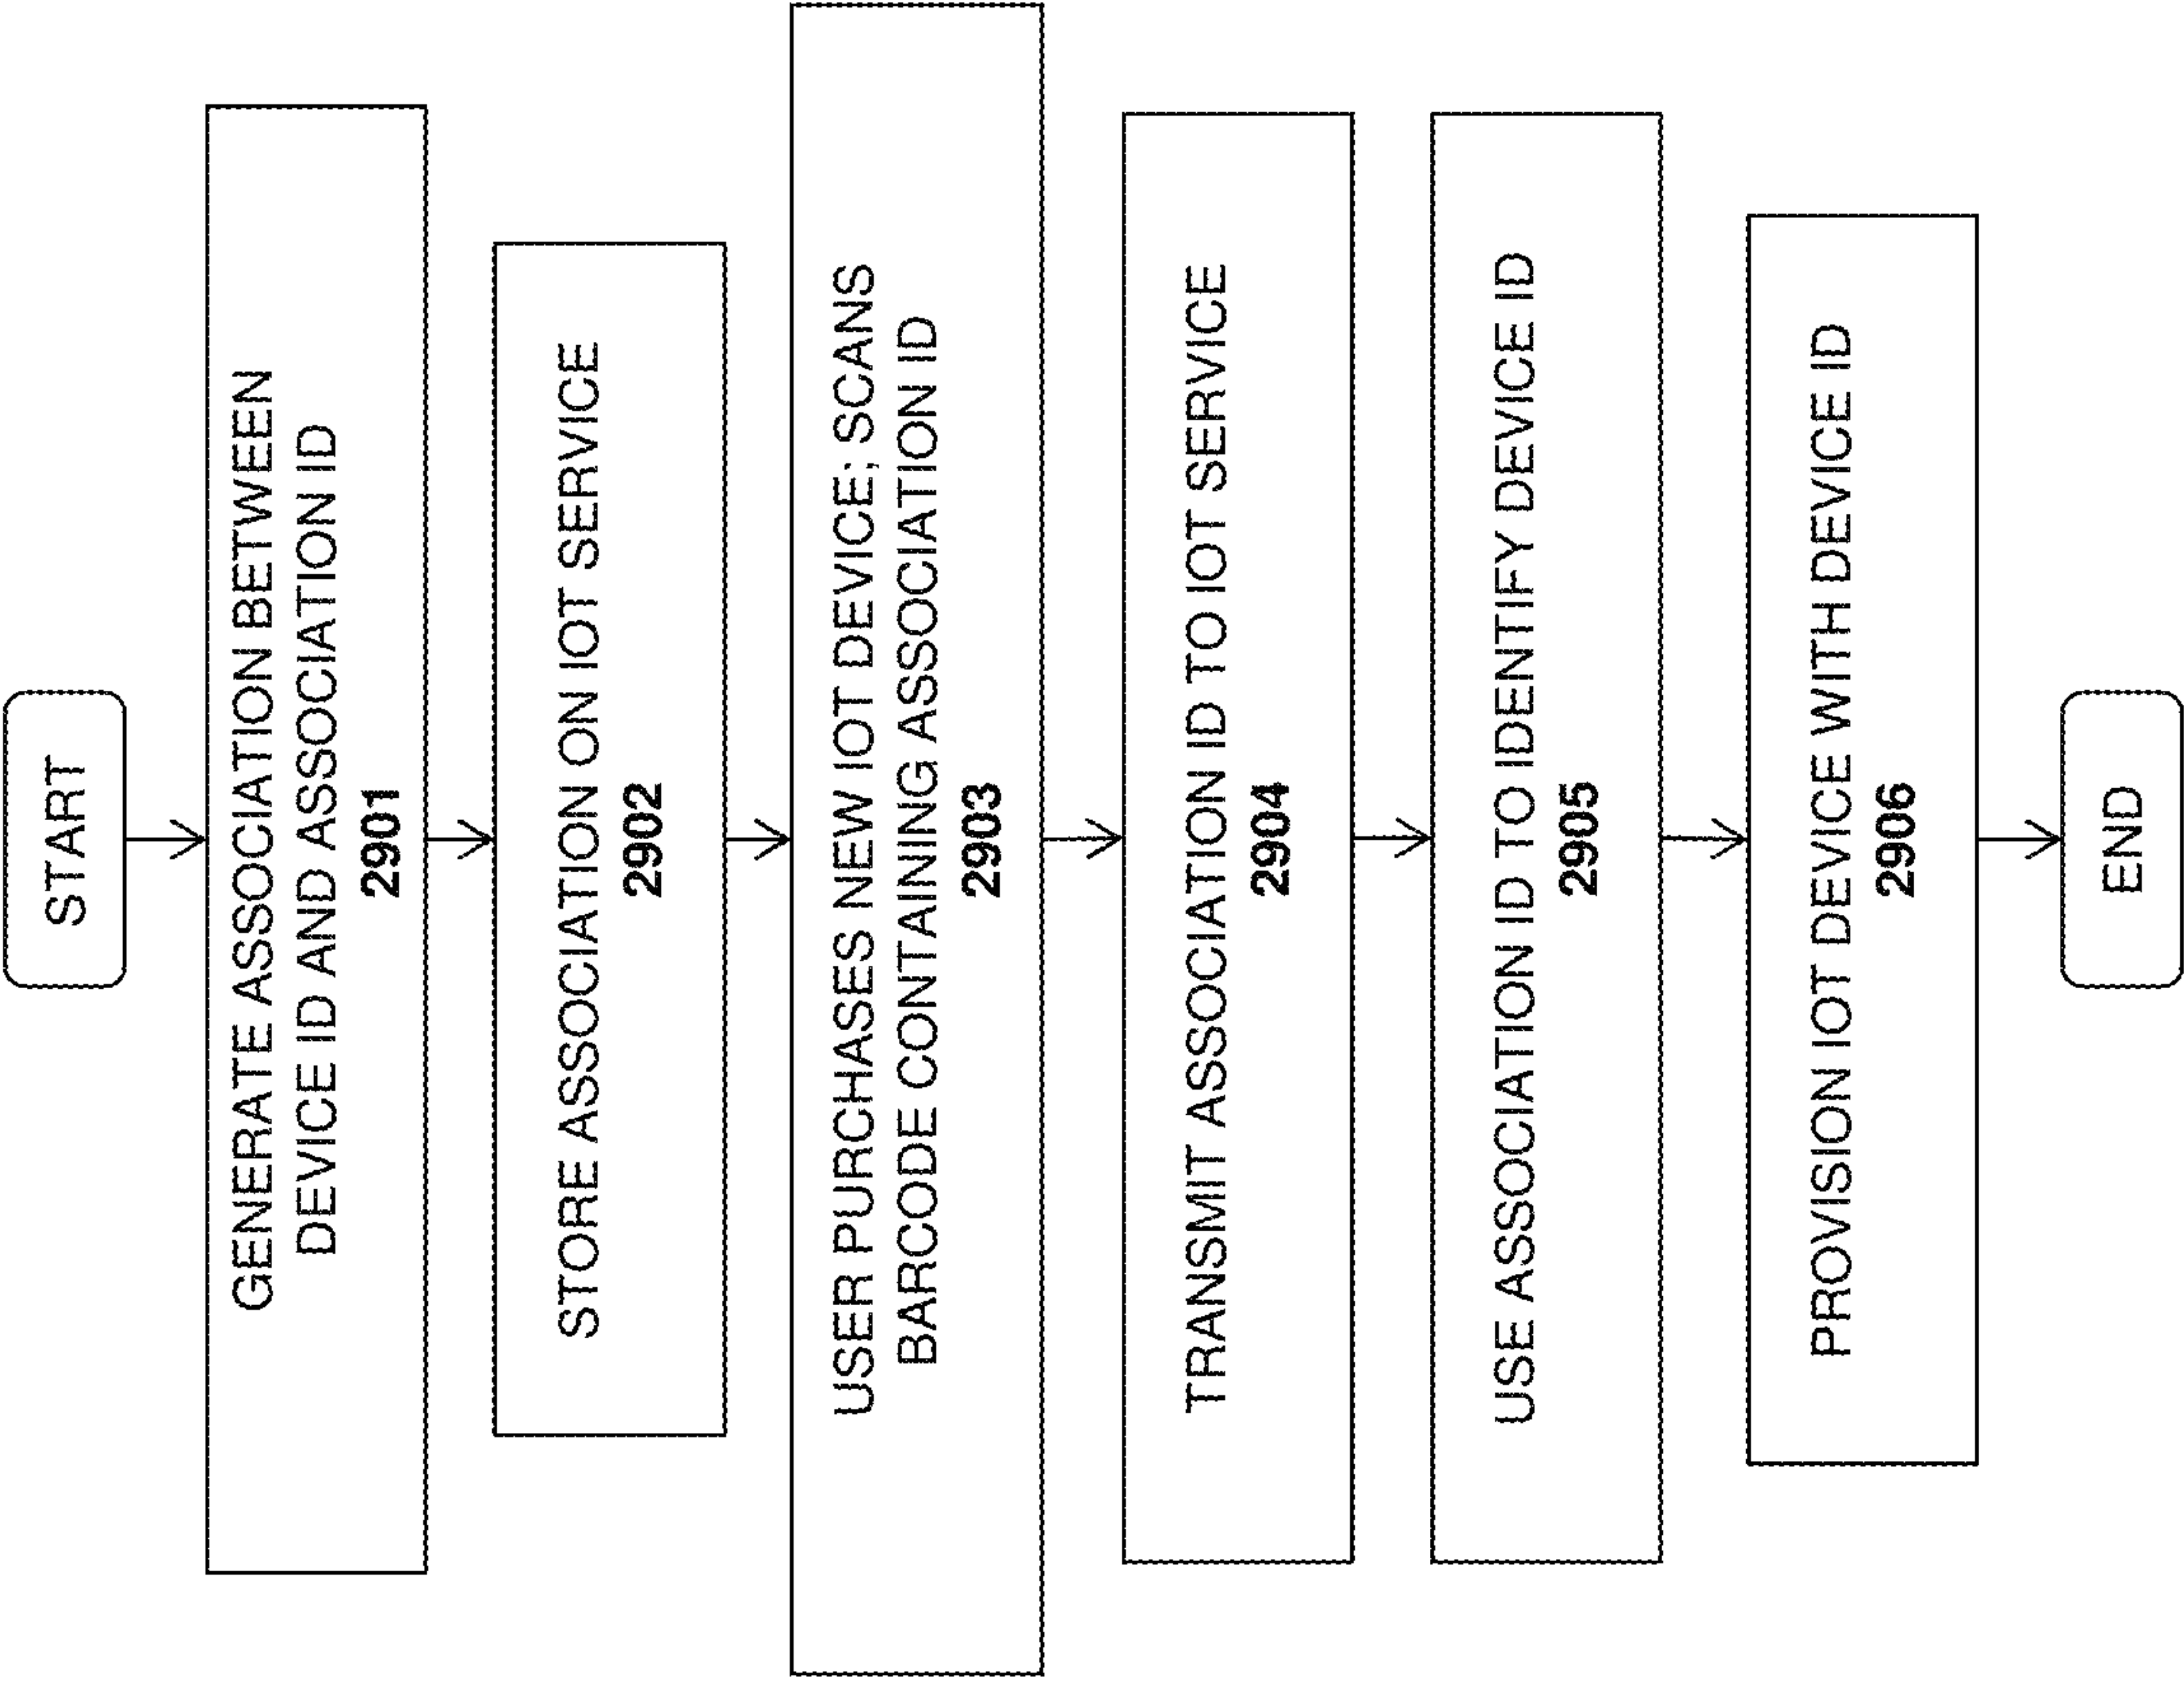 START
GENERATE ASSOCIATION BETWEEN
DEVICE ID AND ASSOCIATION ID
2901
STORE ASSOCIATION ON IOT SERVICE
2902
USER PURCHASES NEW IOT DEVICE; SCANS
BARCODE CONTAINING ASSOCIATION ID
2903
TRANSMIT ASSOCIATION ID TO IOT SERVICE
2904
USE ASSOCIATION ID TO IDENTIFY DEVICE ID
2905
PROVISION IOT DEVICE WITH DEVICE ID
2906
END